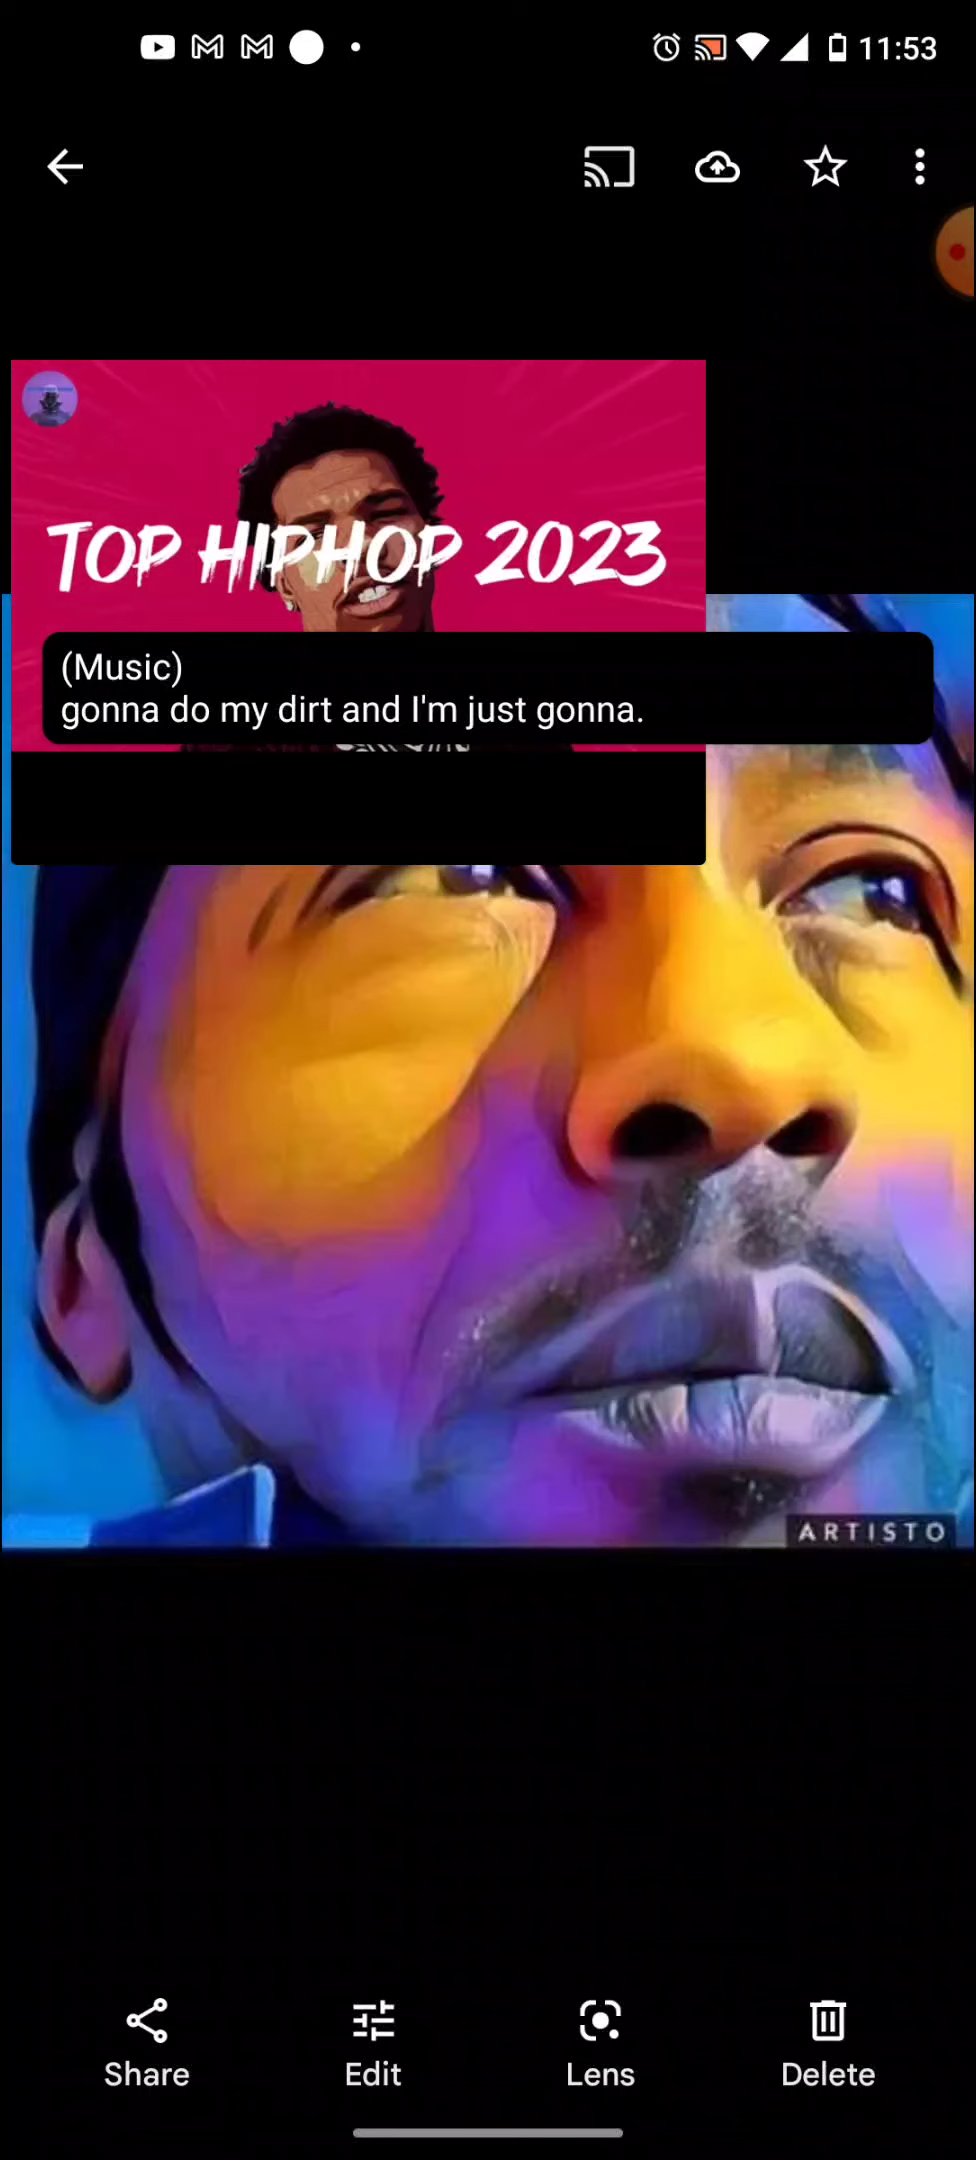 11:53
TOP HIPHOP 2023
(Music)
gonna do my dirt and I'm just gonna.
ARTISTO
Share
Edit
Lens
Delete